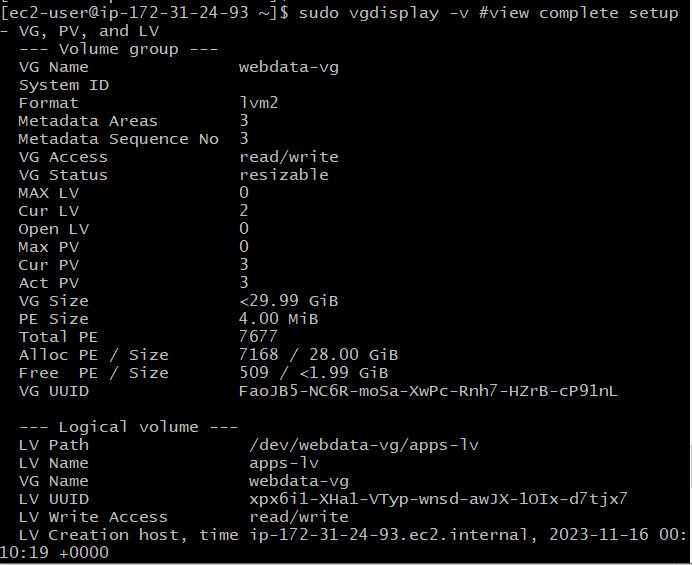 [ec2-user@ip-172-31-24-93 ~]$ sudo vgdisplay -v #view complete setup
- VG, PV, and LV
--- Volume group ---
VG Name webdata-vg
System ID
Format lvm2
Metadata Areas 3
Metadata Sequence No 3
VG Access read/write
VG Status resizable
MAX LV 0
Cur LV 2
Open LV 0
Max PV 0
Cur PV 3
Act PV 3
VG Size <29.99 GiB
PE Size 4.00 MiB
Total PE 7677
Alloc PE / Size 7168 / 28.00 GiB
Free PE / Size 509 / <1.99 GiB
VG UUID FaoJB5-NC6R-moSa-XwPc-Rnh7-HZrB-cP91nL
--- Logical volume ---
LV Path /dev/webdata-vg/apps-lv
LV Name apps-lv
VG Name webdata-vg
LV UUID xpx6i1-XHa1-VTyp-wnsd-awJX-1OIx-d7tjx7
LV Write Access read/write
LV Creation host, time ip-172-31-24-93.ec2.internal, 2023-11-16 00:
10:19 +0000